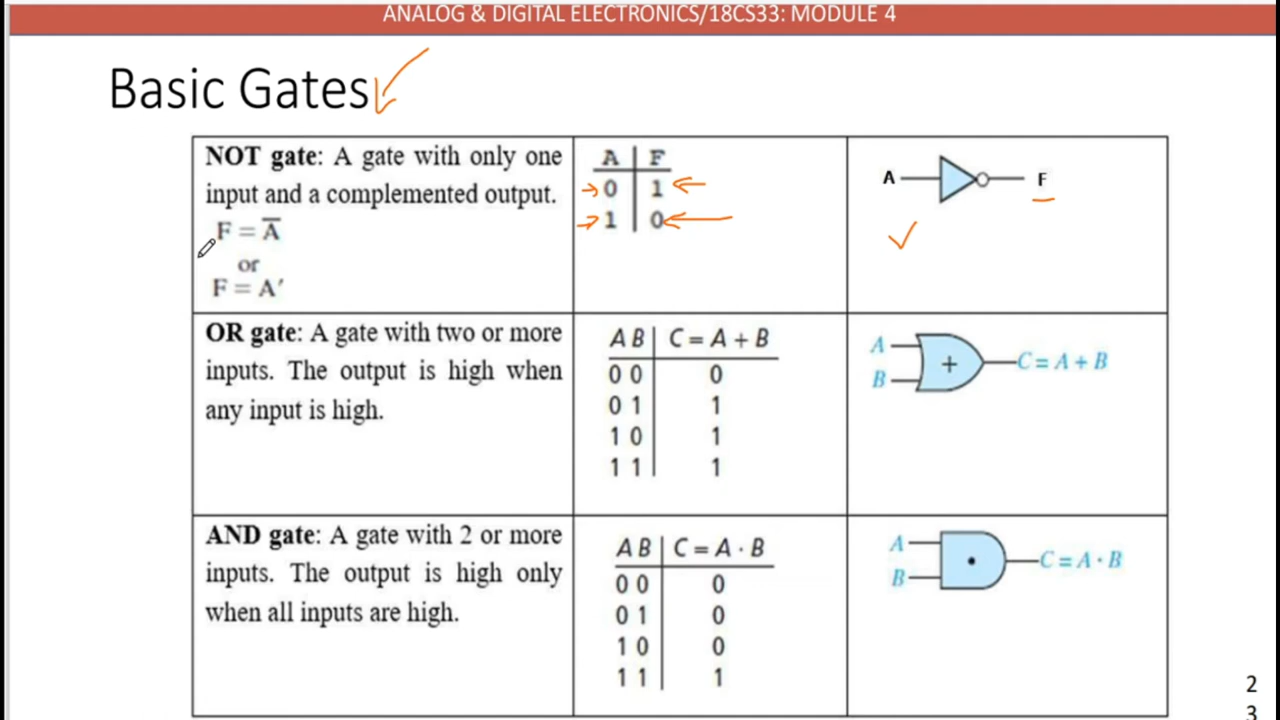 ANALOG & DIGITAL ELECTRONICS/18CS33: MODULE 4
Basic Gates
NOT gate: A gate with only one
input and a complemented output.
F = A̅
or
F = A′
A F
0 1
1 0
A F
OR gate: A gate with two or more
inputs. The output is high when
any input is high.
A B C = A + B
0 0 0
0 1 1
1 0 1
1 1 1
A
B
+
C = A + B
AND gate: A gate with 2 or more
inputs. The output is high only
when all inputs are high.
A B C = A · B
0 0 0
0 1 0
1 0 0
1 1 1
A
B
C = A · B
2
3